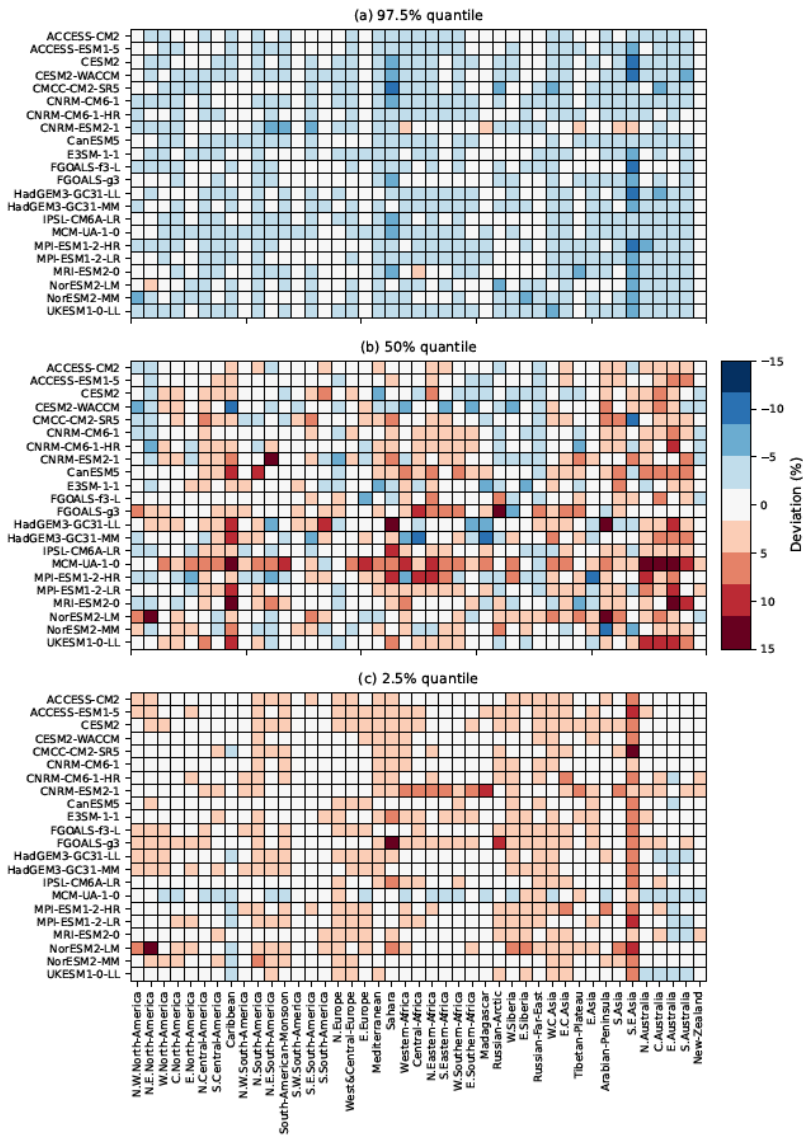 (a) 97.5% quantile
ACCESS-CM2
ACCESS-ESM1-5
CESM2
CESM2-WACCM
CMCC-CM2-SR5
CNRM-CM6-1
CNRM-CM6-1-HR
CNRM-ESM2-1
CanESM5
E3SM-1-1
FGOALS-f3-L
FGOALS-g3
HadGEM3-GC31-LL
HadGEM3-GC31-MM
IPSL-CM6A-LR
MCM-UA-1-0
MPI-ESM1-2-HR
MPI-ESM1-2-LR
MRI-ESM2-0
NorESM2-LM
NorESM2-MM
UKESM1-0-LL
(b) 50% quantile
ACCESS-CM2
ACCESS-ESM1-5
CESM2
CESM2-WACCM
CMCC-CM2-SR5
CNRM-CM6-1
CNRM-CM6-1-HR
CNRM-ESM2-1
CanESM5
E3SM-1-1
FGOALS-f3-L
FGOALS-g3
HadGEM3-GC31-LL
HadGEM3-GC31-MM
IPSL-CM6A-LR
MCM-UA-1-0
MPI-ESM1-2-HR
MPI-ESM1-2-LR
MRI-ESM2-0
NorESM2-LM
NorESM2-MM
UKESM1-0-LL
−15
−10
−5
0
5
10
15
Deviation (%)
(c) 2.5% quantile
ACCESS-CM2
ACCESS-ESM1-5
CESM2
CESM2-WACCM
CMCC-CM2-SR5
CNRM-CM6-1
CNRM-CM6-1-HR
CNRM-ESM2-1
CanESM5
E3SM-1-1
FGOALS-f3-L
FGOALS-g3
HadGEM3-GC31-LL
HadGEM3-GC31-MM
IPSL-CM6A-LR
MCM-UA-1-0
MPI-ESM1-2-HR
MPI-ESM1-2-LR
MRI-ESM2-0
NorESM2-LM
NorESM2-MM
UKESM1-0-LL
N.W.North-America
N.E.North-America
W.North-America
C.North-America
E.North-America
N.Central-America
S.Central-America
Caribbean
N.W.South-America
N.South-America
N.E.South-America
South-American-Monsoon
S.W.South-America
S.E.South-America
S.South-America
N.Europe
West&Central-Europe
E.Europe
Mediterranean
Sahara
Western-Africa
Central-Africa
N.Eastern-Africa
S.Eastern-Africa
W.Southern-Africa
E.Southern-Africa
Madagascar
Russian-Arctic
W.Siberia
E.Siberia
Russian-Far-East
W.C.Asia
E.C.Asia
Tibetan-Plateau
E.Asia
Arabian-Peninsula
S.Asia
S.E.Asia
N.Australia
C.Australia
E.Australia
S.Australia
New-Zealand